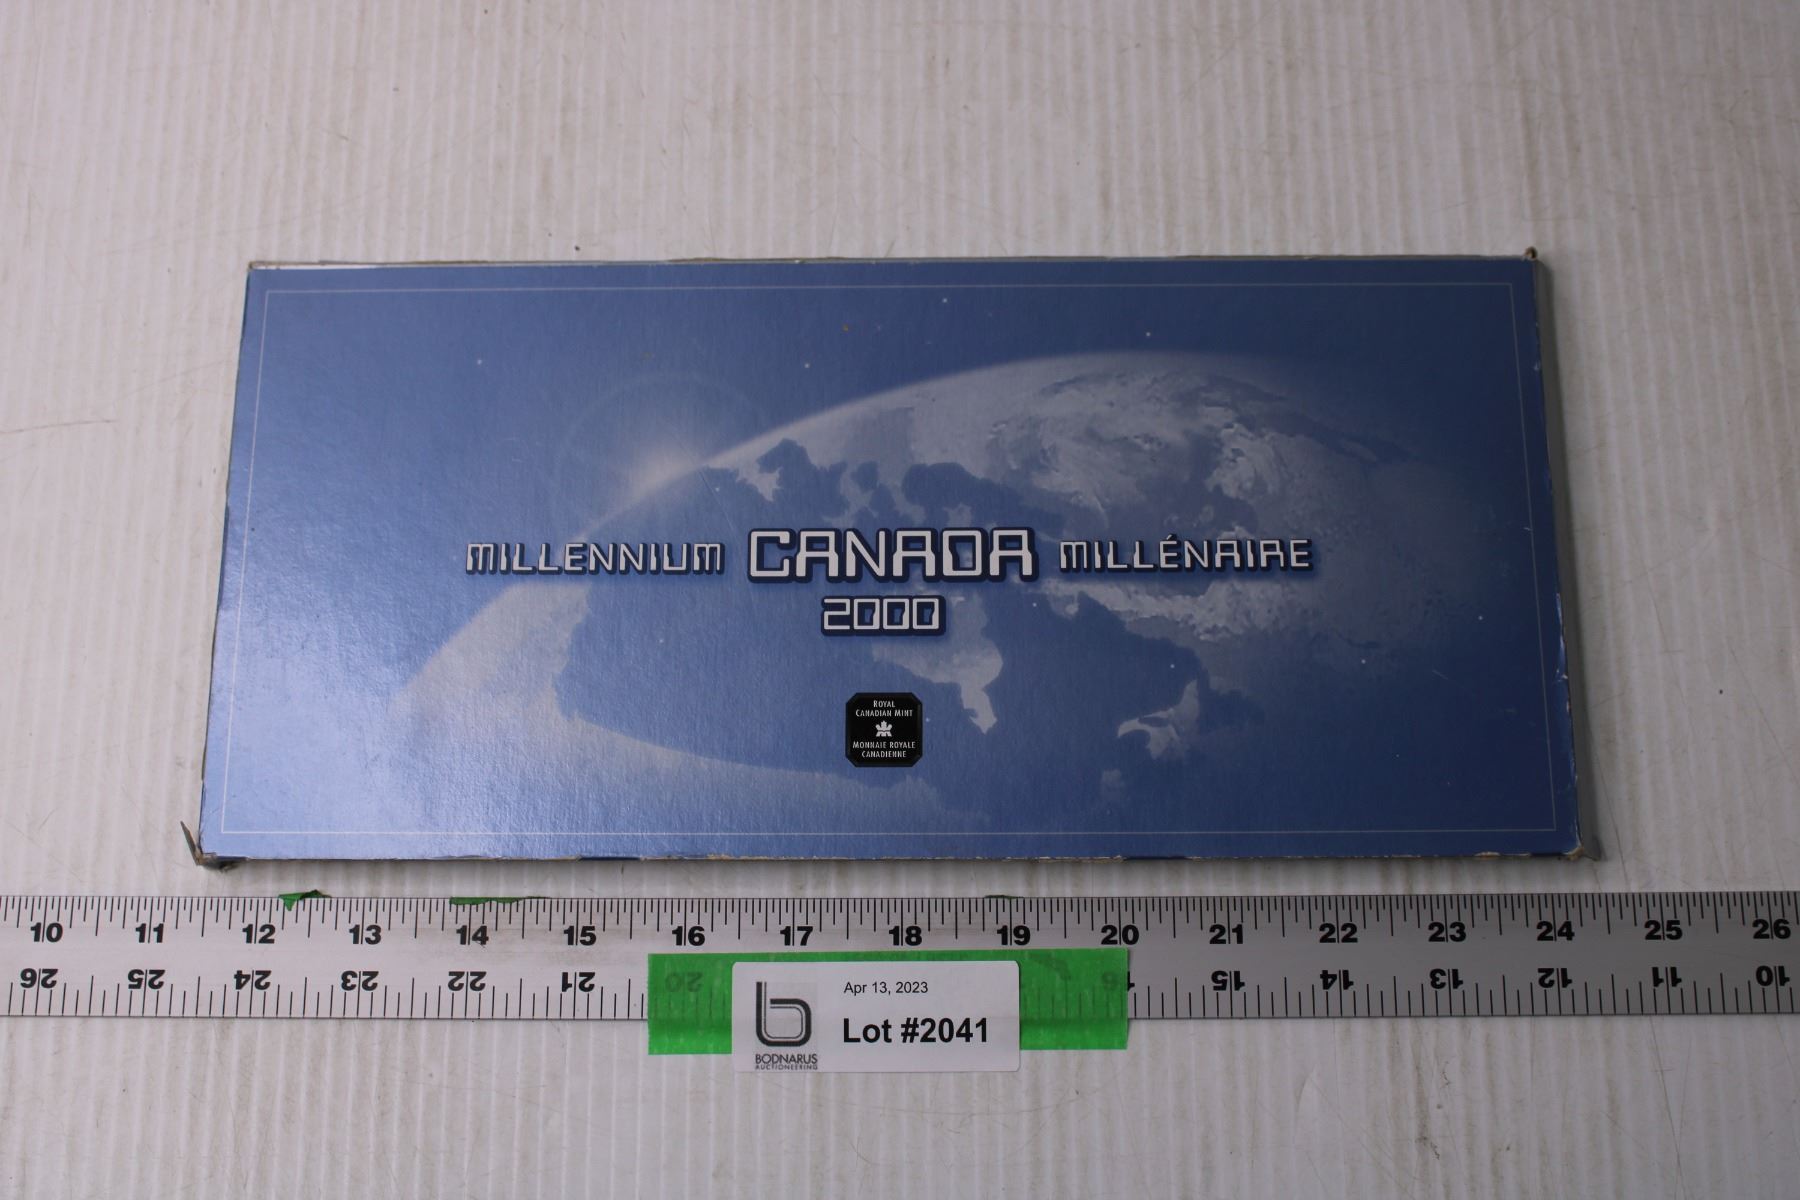 MILLENNIUM CANADA MILLÉNAIRE
2000
ROYAL
CANADIAN MINT
MONNAIE ROYALE
CANADIENNE
10 11 12 13 14 15 16 17 18 19 20 21 22 23 24 25 26
26 25 24 23 22 21 20 15 14 13 12 11 10
Apr 13, 2023
Lot #2041
BODNARUS
AUCTIONEERING